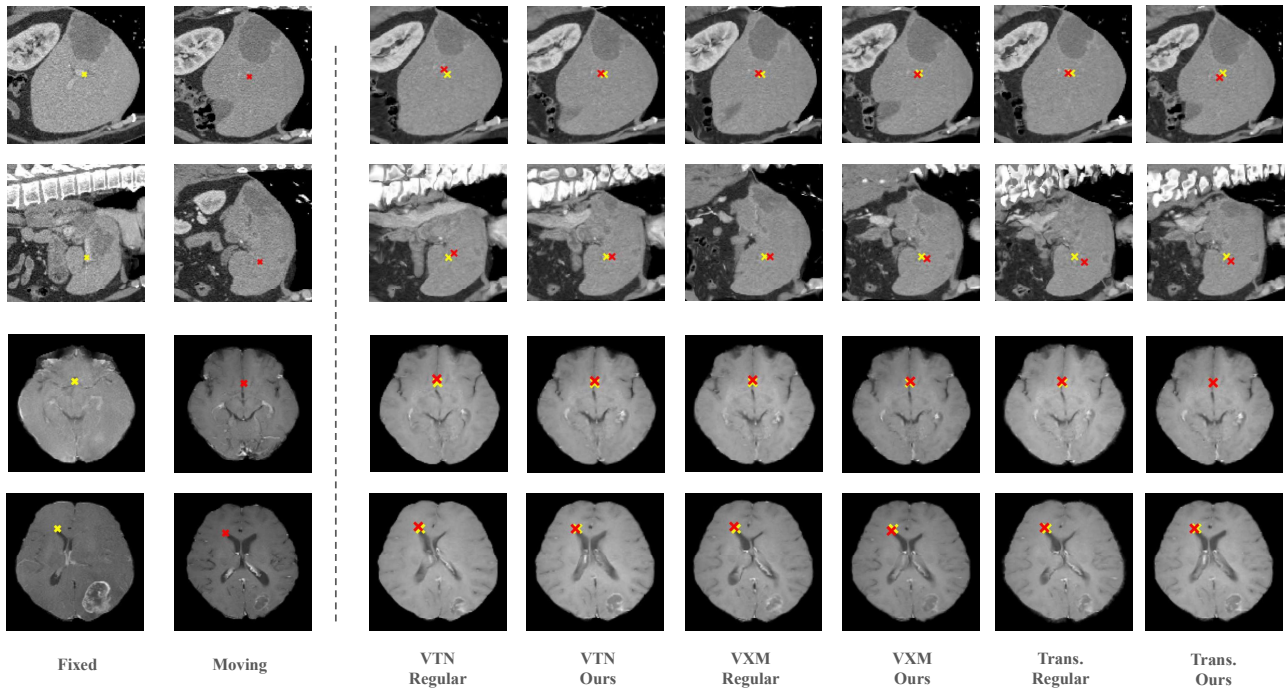 Fixed
Moving
VTN
Regular
VTN
Ours
VXM
Regular
VXM
Ours
Trans.
Regular
Trans.
Ours